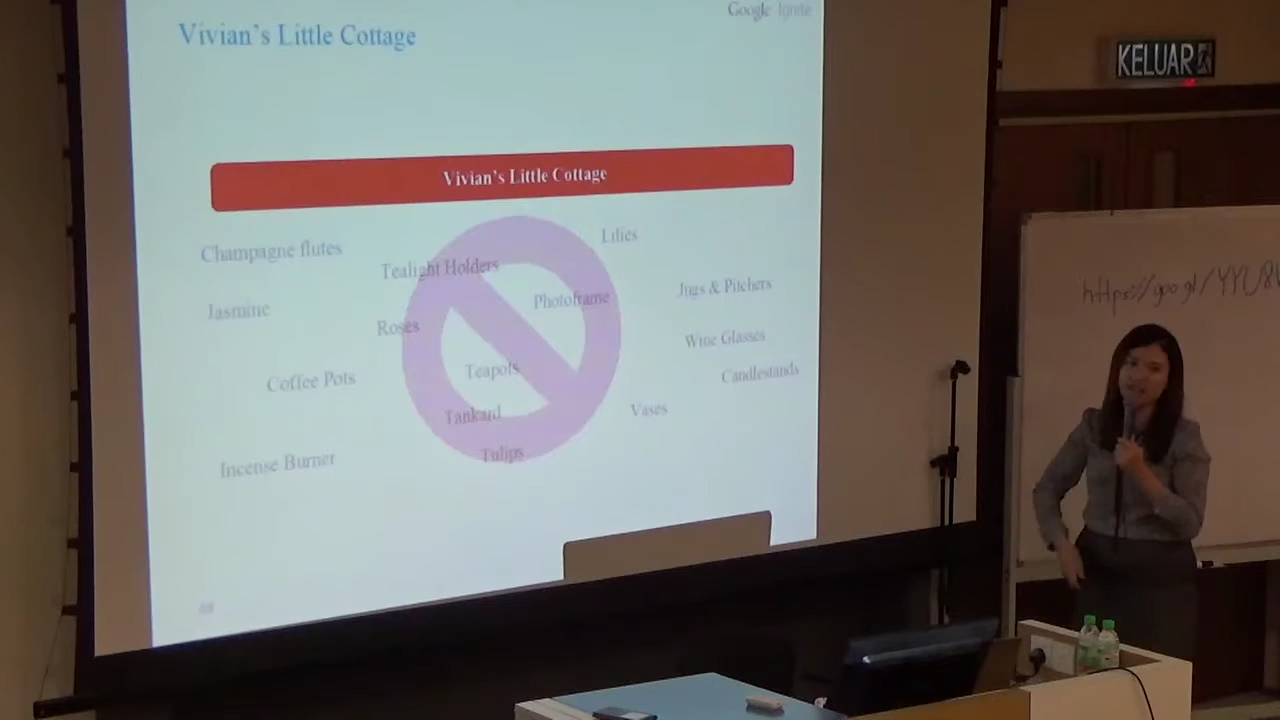 Google Ignite
Vivian's Little Cottage
KELUAR
Vivian's Little Cottage
Champagne flutes
Lilies
Tealight Holders
Jasmine
Photoframe
Jugs & Pitchers
Roses
Wine Glasses
Coffee Pots
Teapots
Candlestands
Tankard
Vases
Incense Burner
Tulips